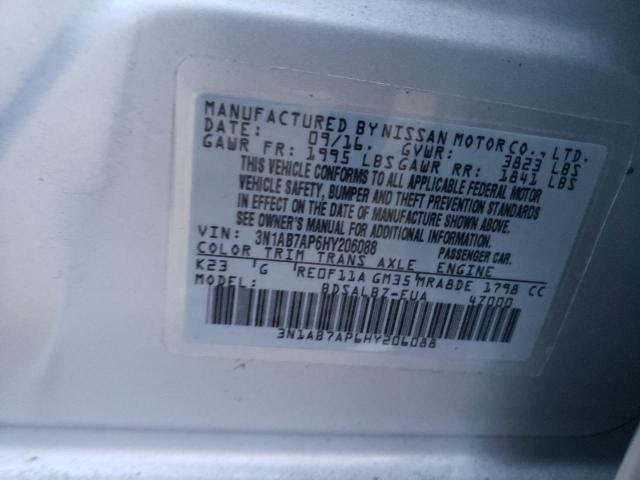 MANUFACTURED BY NISSAN MOTOR CO., LTD.
DATE: 09/16. GVWR: 3823 LBS
GAWR FR: 1995 LBS GAWR RR: 1841 LBS
THIS VEHICLE CONFORMS TO ALL APPLICABLE FEDERAL MOTOR
VEHICLE SAFETY, BUMPER AND THEFT PREVENTION STANDARDS
IN EFFECT ON THE DATE OF MANUFACTURE SHOWN ABOVE.
SEE OWNER'S MANUAL FOR ADDITIONAL INFORMATION.
VIN: 3N1AB7AP6HY206088 PASSENGER CAR.
COLOR TRIM TRANS AXLE ENGINE
K23 G RE0F11A GM35 MRA8DE 1798 CC
MODEL: BDSALBZ-EUA 47000
3N1AB7AP6HY206088